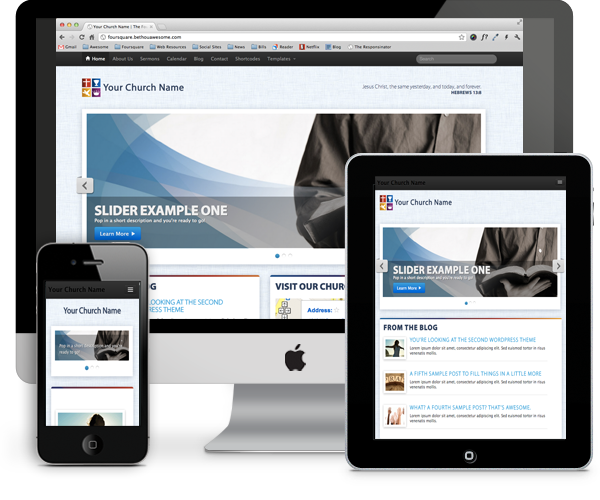 Your Church Name | The Fou
foursquare.bethouawesome.com
Gmail Awesome Foursquare Web Resources Social Sites News Bills Reader Netflix Blog The Responsinator
Home About Us Sermons Calendar Blog Contact Shortcodes Templates Search
Your Church Name
Jesus Christ, the same yesterday, and today, and forever.
HEBREWS 13:8
SLIDER EXAMPLE ONE
Pop in a short description and you're ready to go!
Learn More
OG
LOOKING AT THE SECOND
RESS THEME
VISIT OUR CHURC
Address:
Your Church Name
Your Church Name
Pop in a short description and you're
ready to go!
Your Church Name
Your Church Name
SLIDER EXAMPLE ONE
Pop in a short description and you're ready to go!
Learn More
FROM THE BLOG
YOU'RE LOOKING AT THE SECOND WORDPRESS THEME
Lorem ipsum dolor sit amet, consectetur adipiscing elit. Sed tortor in risus
venenatis mollis.
A FIFTH SAMPLE POST TO FILL THINGS IN A LITTLE MORE
Lorem ipsum dolor sit amet, consectetur adipiscing elit. Sed tortor in risus
venenatis mollis.
WHAT! A FOURTH SAMPLE POST? THAT'S AWESOME.
Lorem ipsum dolor sit amet, consectetur adipiscing elit. Sed tortor in risus
venenatis mollis.